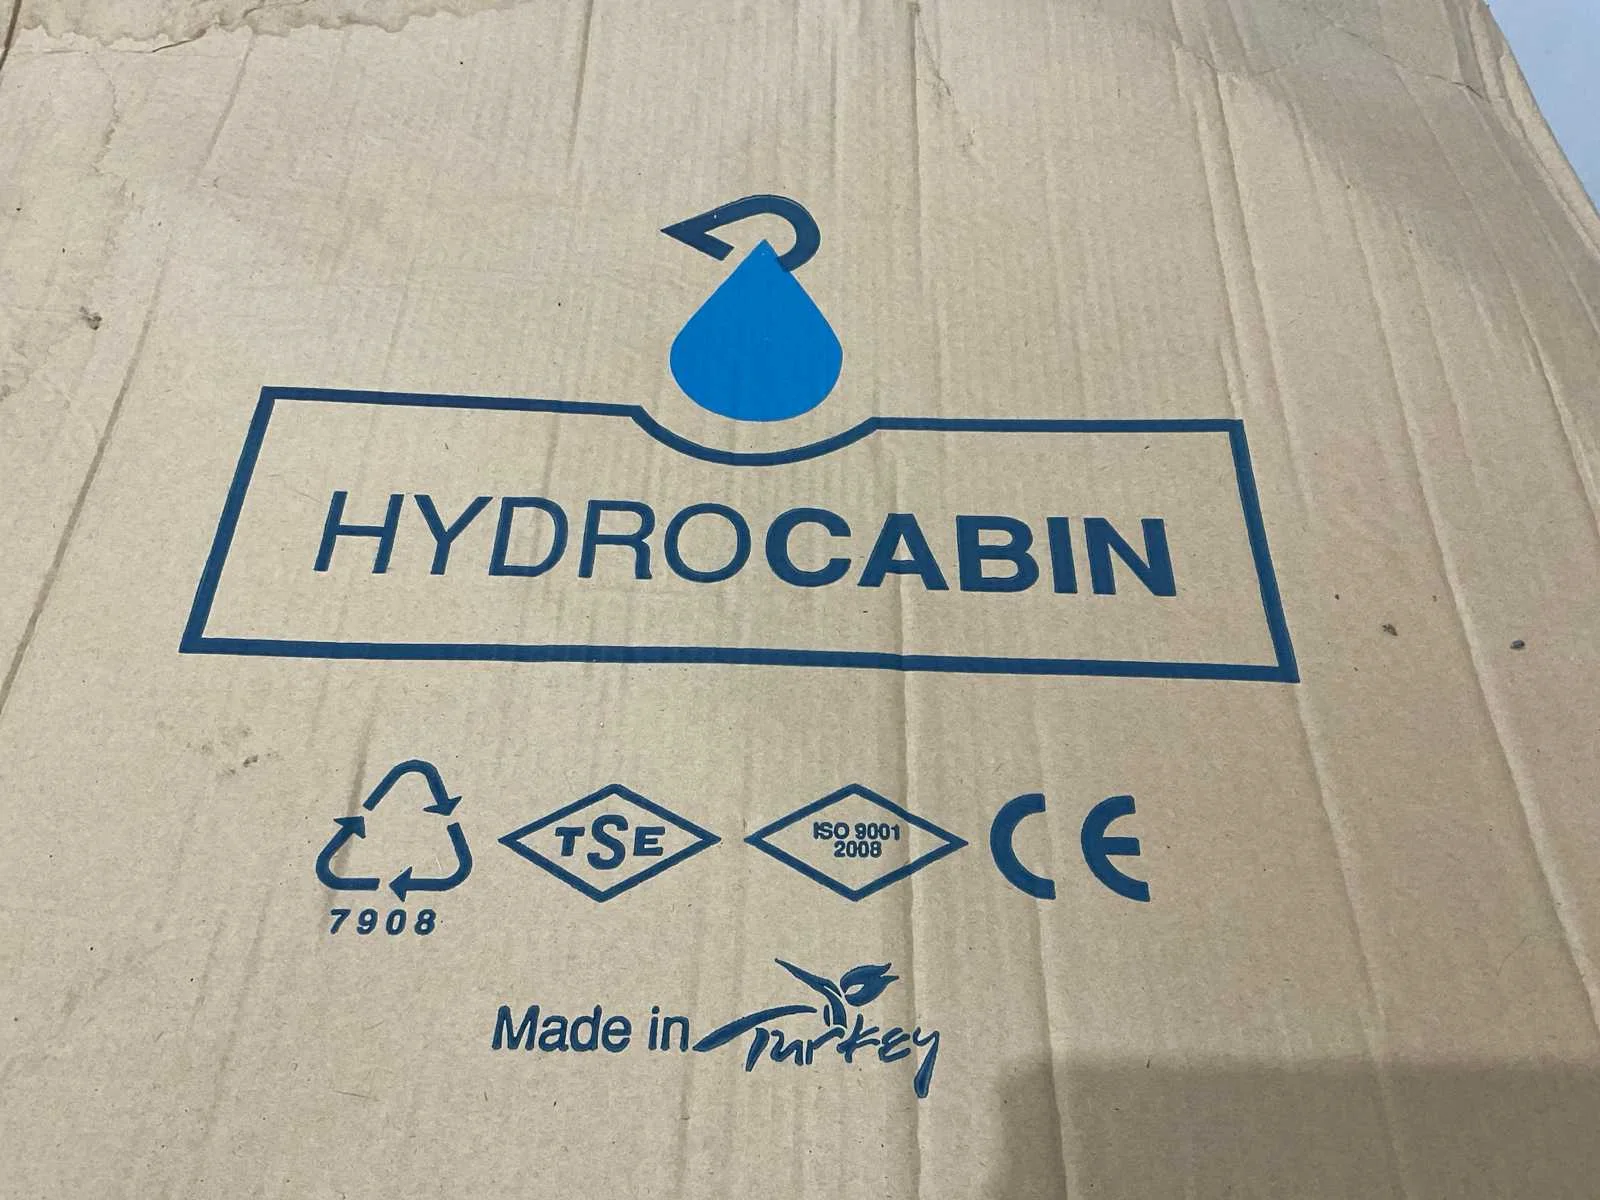 HYDROCABIN
7908
TSE
ISO 9001
2008
CE
Made in Turkey